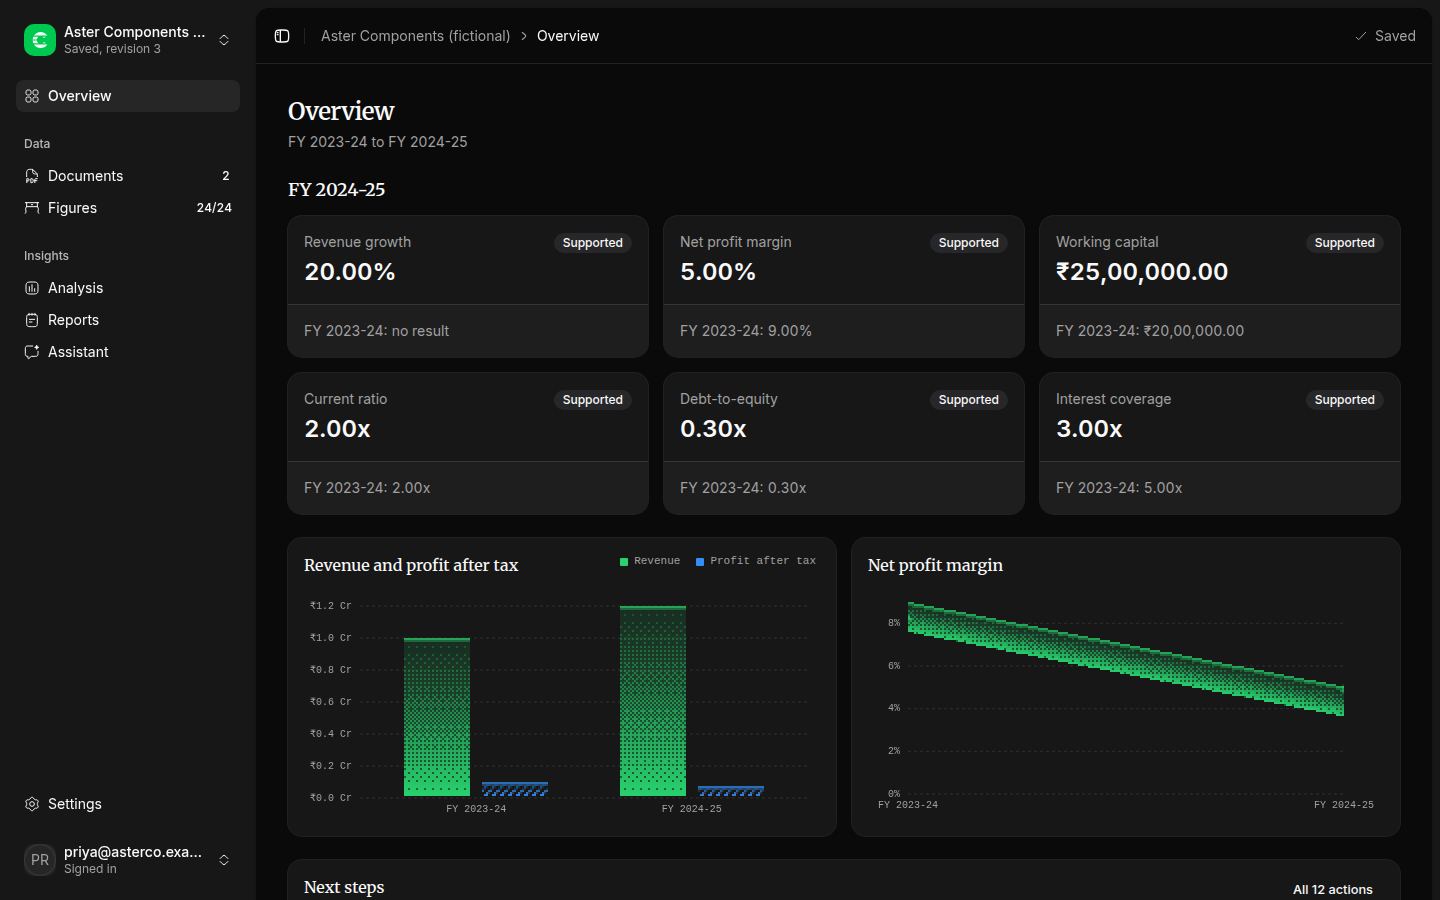 Aster Components ...
Saved, revision 3
Overview
Data
Documents 2
Figures 24/24
Insights
Analysis
Reports
Assistant
Settings
PR
priya@asterco.exa...
Signed in
Aster Components (fictional) > Overview
Saved
Overview
FY 2023-24 to FY 2024-25
FY 2024-25
Revenue growth Supported
20.00%
FY 2023-24: no result
Net profit margin Supported
5.00%
FY 2023-24: 9.00%
Working capital Supported
₹25,00,000.00
FY 2023-24: ₹20,00,000.00
Current ratio Supported
2.00x
FY 2023-24: 2.00x
Debt-to-equity Supported
0.30x
FY 2023-24: 0.30x
Interest coverage Supported
3.00x
FY 2023-24: 5.00x
Revenue and profit after tax
Revenue Profit after tax
₹1.2 Cr
₹1.0 Cr
₹0.8 Cr
₹0.6 Cr
₹0.4 Cr
₹0.2 Cr
₹0.0 Cr
FY 2023-24 FY 2024-25
Net profit margin
8%
6%
4%
2%
0%
FY 2023-24 FY 2024-25
Next steps
All 12 actions